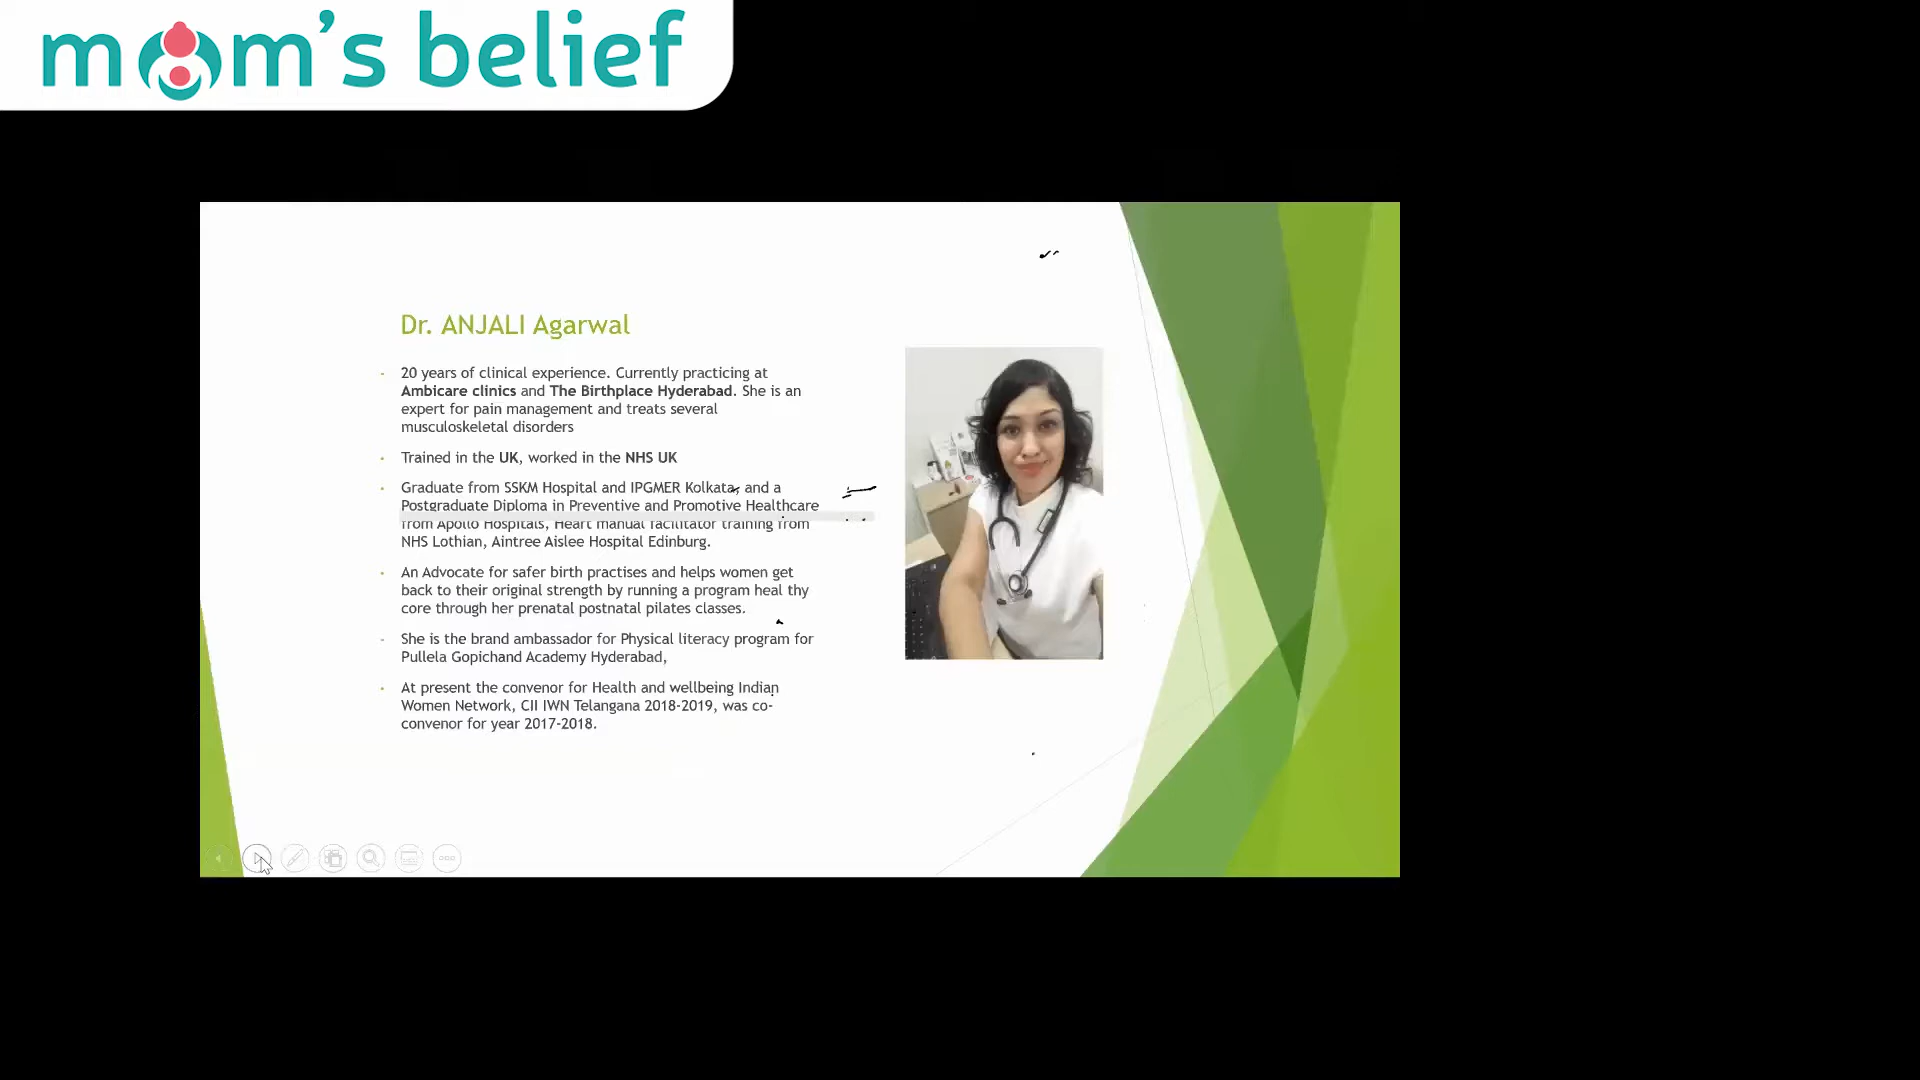 mom's belief
Dr. ANJALI Agarwal
- 20 years of clinical experience. Currently practicing at
Ambicare clinics and The Birthplace Hyderabad. She is an
expert for pain management and treats several
musculoskeletal disorders
- Trained in the UK, worked in the NHS UK
- Graduate from SSKM Hospital and IPGMER Kolkata, and a
Postgraduate Diploma in Preventive and Promotive Healthcare
from Apollo Hospitals, Heart manual facilitator training from
NHS Lothian, Aintree Aislee Hospital Edinburg.
- An Advocate for safer birth practises and helps women get
back to their original strength by running a program heal thy
core through her prenatal postnatal pilates classes.
- She is the brand ambassador for Physical literacy program for
Pullela Gopichand Academy Hyderabad,
- At present the convenor for Health and wellbeing Indian
Women Network, CII IWN Telangana 2018-2019, was co-
convenor for year 2017-2018.